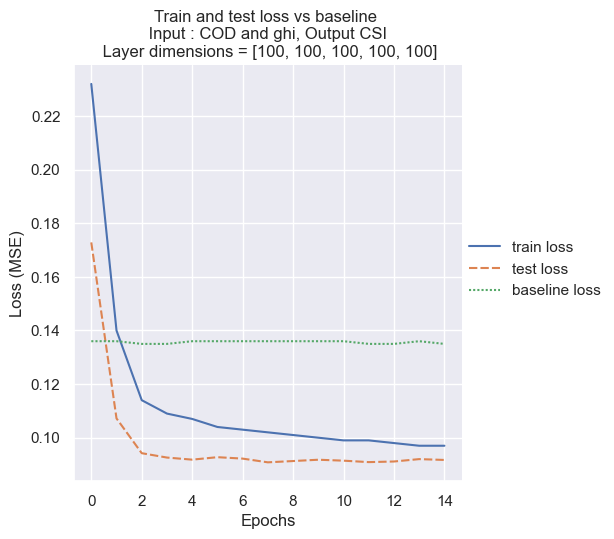 Train and test loss vs baseline
Input : COD and ghi, Output CSI
Layer dimensions = [100, 100, 100, 100, 100]
0.22
0.20
0.18
0.16
0.14
0.12
0.10
Loss (MSE)
0 2 4 6 8 10 12 14
Epochs
train loss
test loss
baseline loss